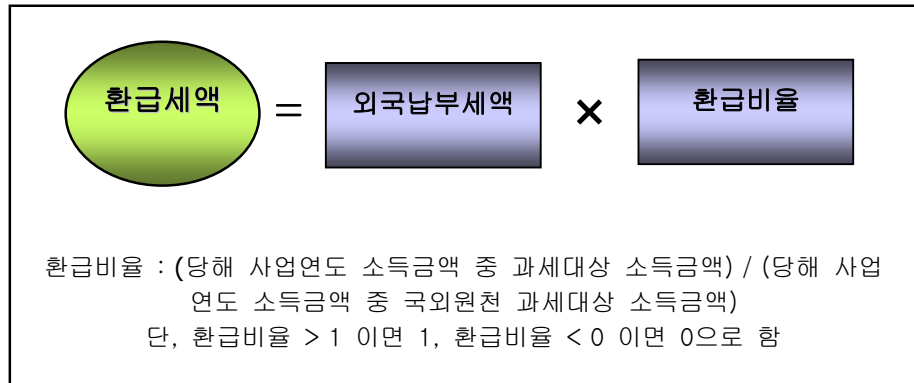 환급세액 = 외국납부세액 × 환급비율
환급비율 : (당해 사업연도 소득금액 중 과세대상 소득금액) / (당해 사업
연도 소득금액 중 국외원천 과세대상 소득금액)
단, 환급비율 > 1 이면 1, 환급비율 < 0 이면 0으로 함